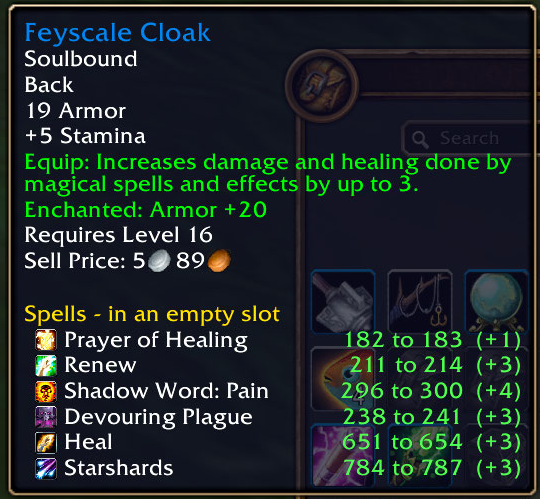 Feyscale Cloak
Soulbound
Back
19 Armor
+5 Stamina
Equip: Increases damage and healing done by
magical spells and effects by up to 3.
Enchanted: Armor +20
Requires Level 16
Sell Price: 5 89
Search
Spells - in an empty slot
Prayer of Healing 182 to 183 (+1)
Renew 211 to 214 (+3)
Shadow Word: Pain 296 to 300 (+4)
Devouring Plague 238 to 241 (+3)
Heal 651 to 654 (+3)
Starshards 784 to 787 (+3)